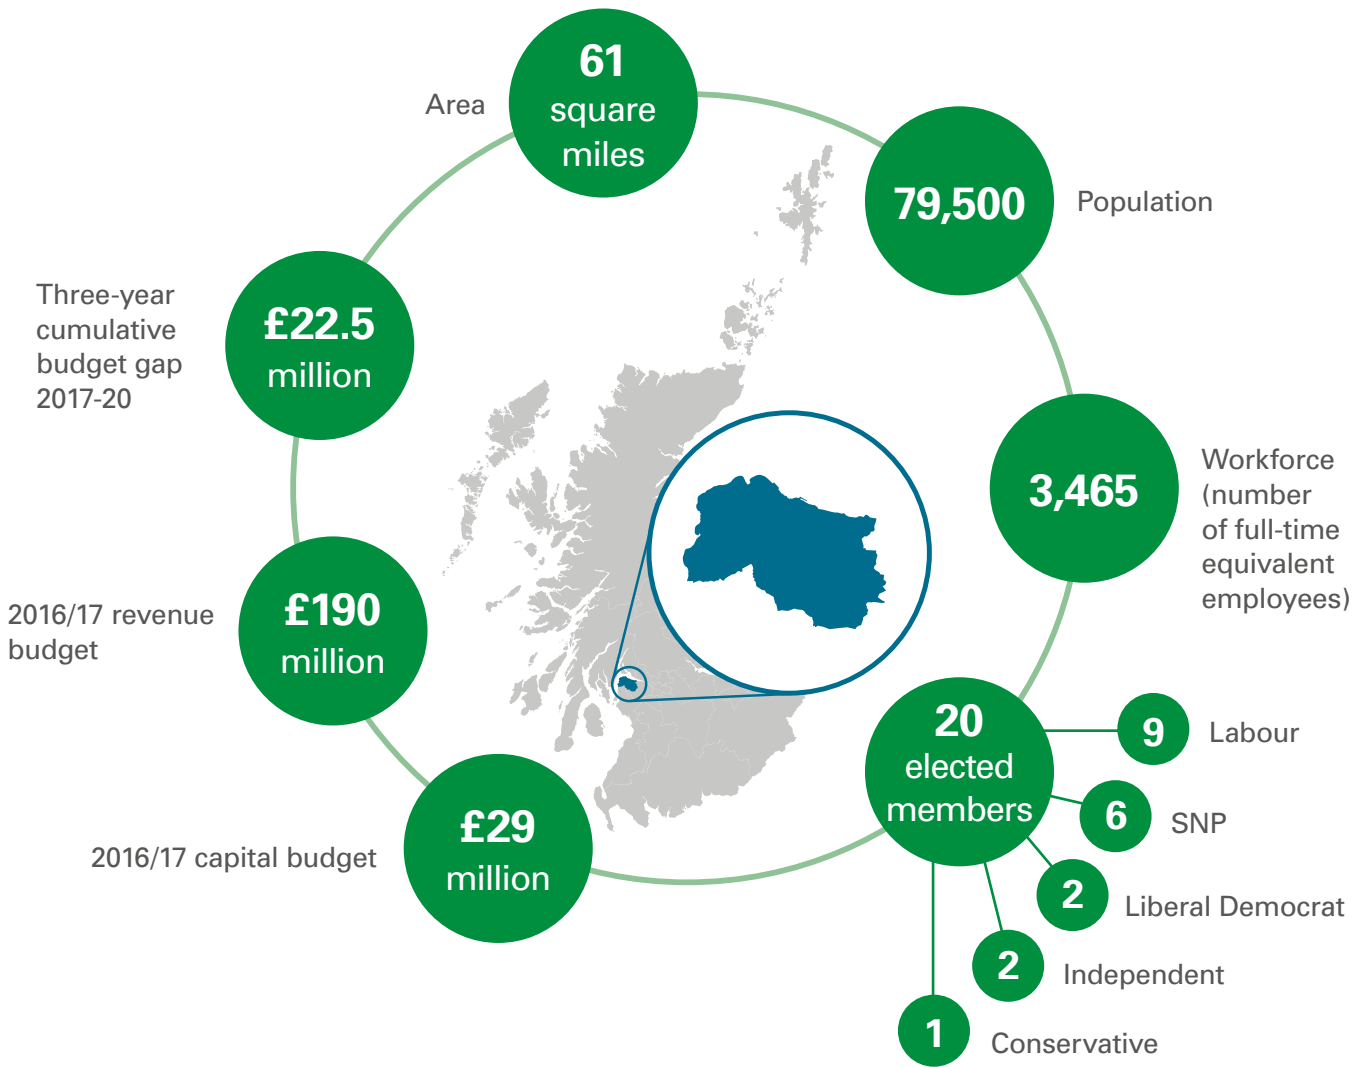 61
square
miles
Area
79,500
Population
3,465
Workforce
(number
of full-time
equivalent
employees)
20
elected
members
9
Labour
6
SNP
2
Liberal Democrat
2
Independent
1
Conservative
£29
million
2016/17 capital budget
£190
million
2016/17 revenue
budget
£22.5
million
Three-year
cumulative
budget gap
2017-20